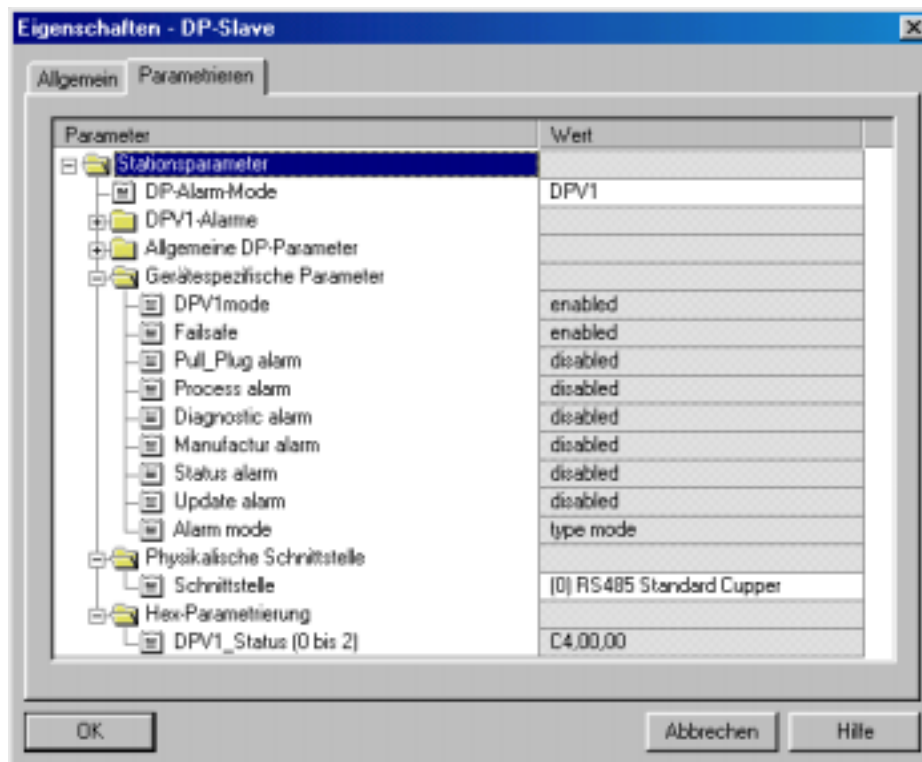 Eigenschaften - DP-Slave
Allgemein Parametrieren
Parameter Wert
Stationsparameter
DP-Alarm-Mode DPV1
DPV1-Alarme
Allgemeine DP-Parameter
Gerätespezifische Parameter
DPV1mode enabled
Failsafe enabled
Pull_Plug alarm disabled
Process alarm disabled
Diagnostic alarm disabled
Manufactur alarm disabled
Status alarm disabled
Update alarm disabled
Alarm mode type mode
Physikalische Schnittstelle
Schnittstelle (0) RS485 Standard Cupper
Hex-Parametrierung
DPV1_Status (0 bis 2) C4,00,00
OK Abbrechen Hilfe